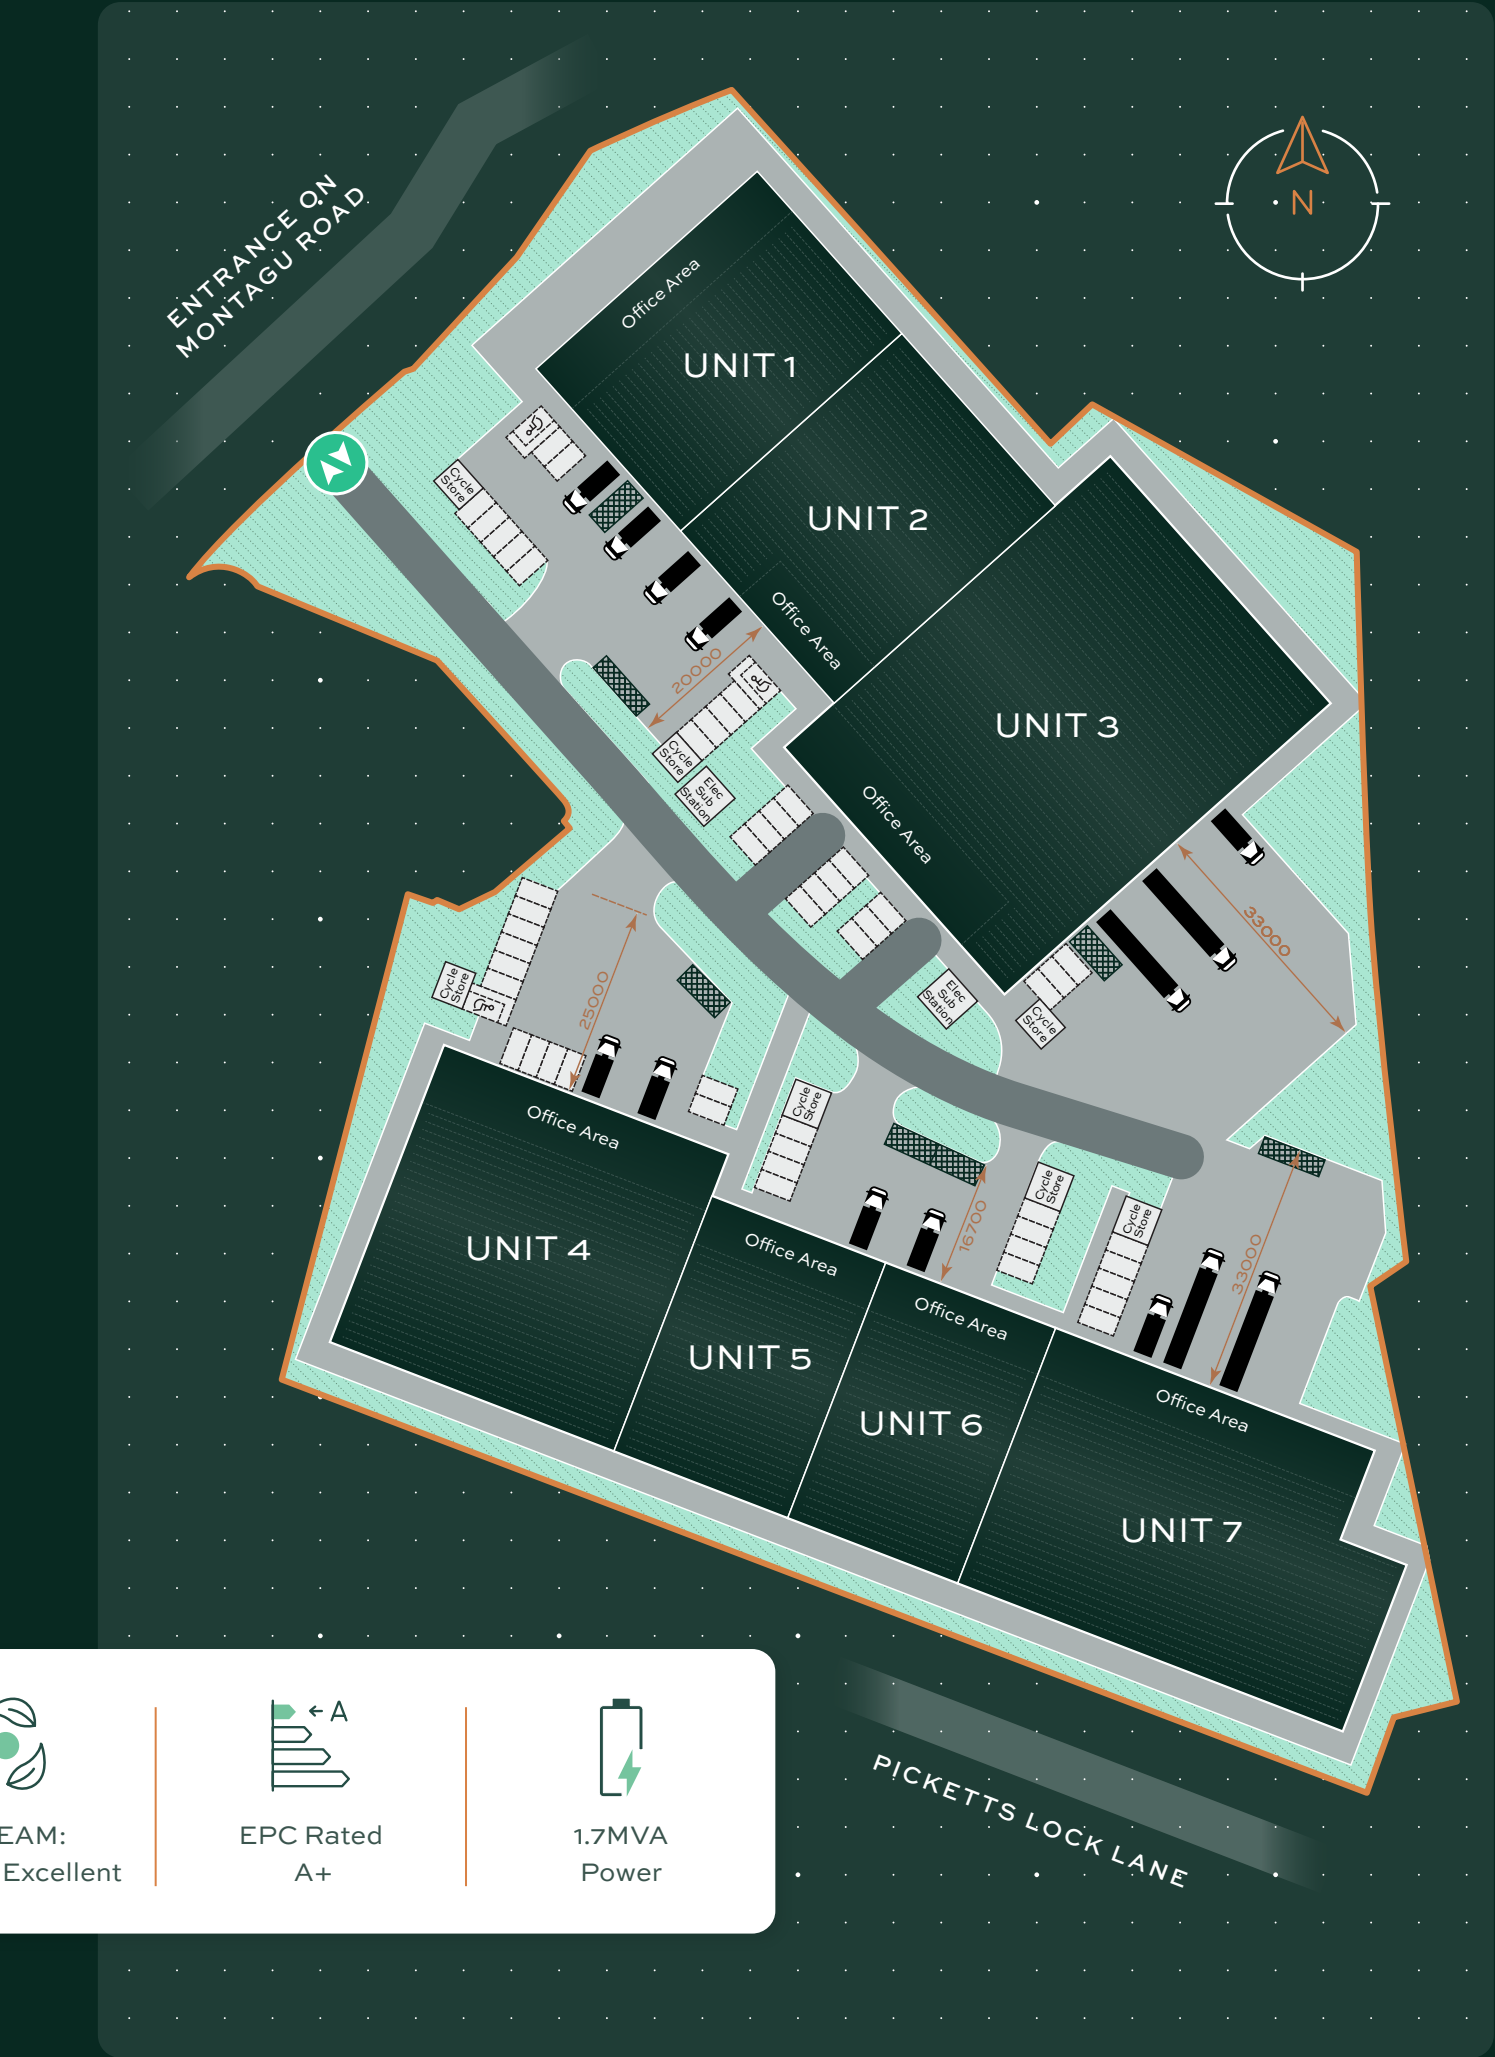 ENTRANCE ON
MONTAGU ROAD
N
Office Area
UNIT 1
UNIT 2
Office Area
Cycle
Store
20000
Cycle
Store
Elec
Sub
Station
UNIT 3
Office Area
33000
Elec
Sub
Station
Cycle
Store
Cycle
Store
25000
Office Area
UNIT 4
Cycle
Store
16700
Cycle
Store
Cycle
Store
33000
Office Area
UNIT 5
Office Area
UNIT 6
Office Area
UNIT 7
← A
EAM:
Excellent
EPC Rated
A+
1.7MVA
Power
PICKETTS LOCK LANE